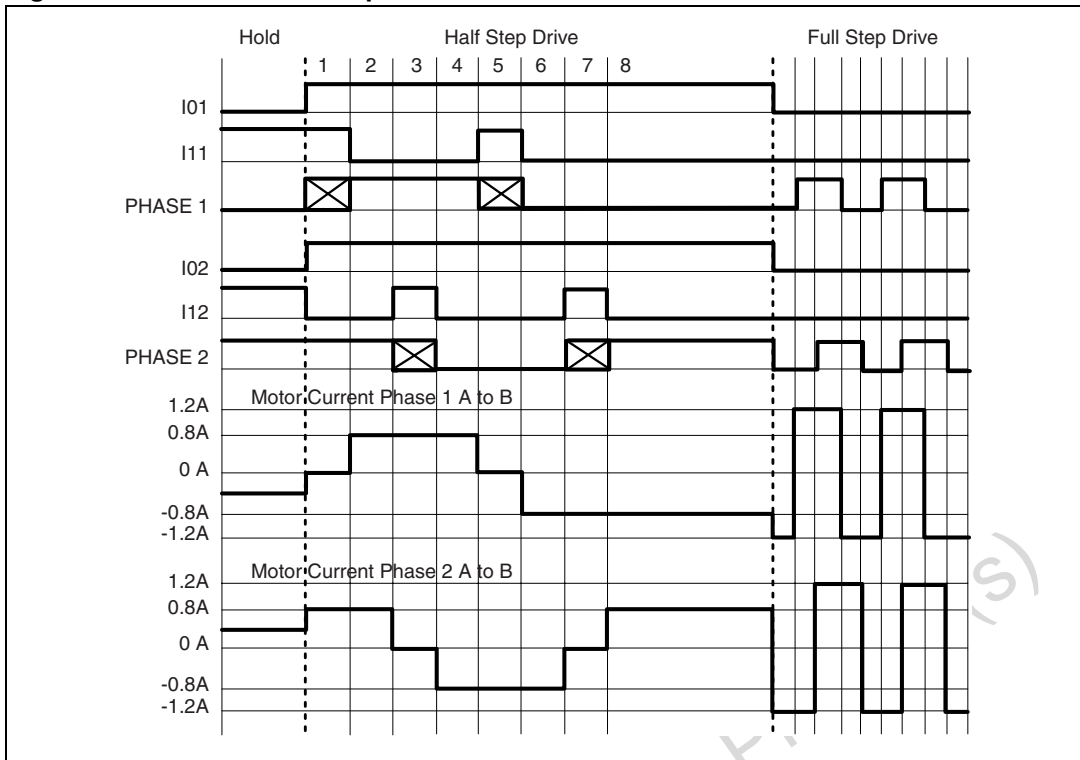 Hold Half Step Drive Full Step Drive
1 2 3 4 5 6 7 8
I01
I11
PHASE 1
I02
I12
PHASE 2
Motor Current Phase 1 A to B
1.2A
0.8A
0 A
-0.8A
-1.2A
Motor Current Phase 2 A to B
1.2A
0.8A
0 A
-0.8A
-1.2A
(s)